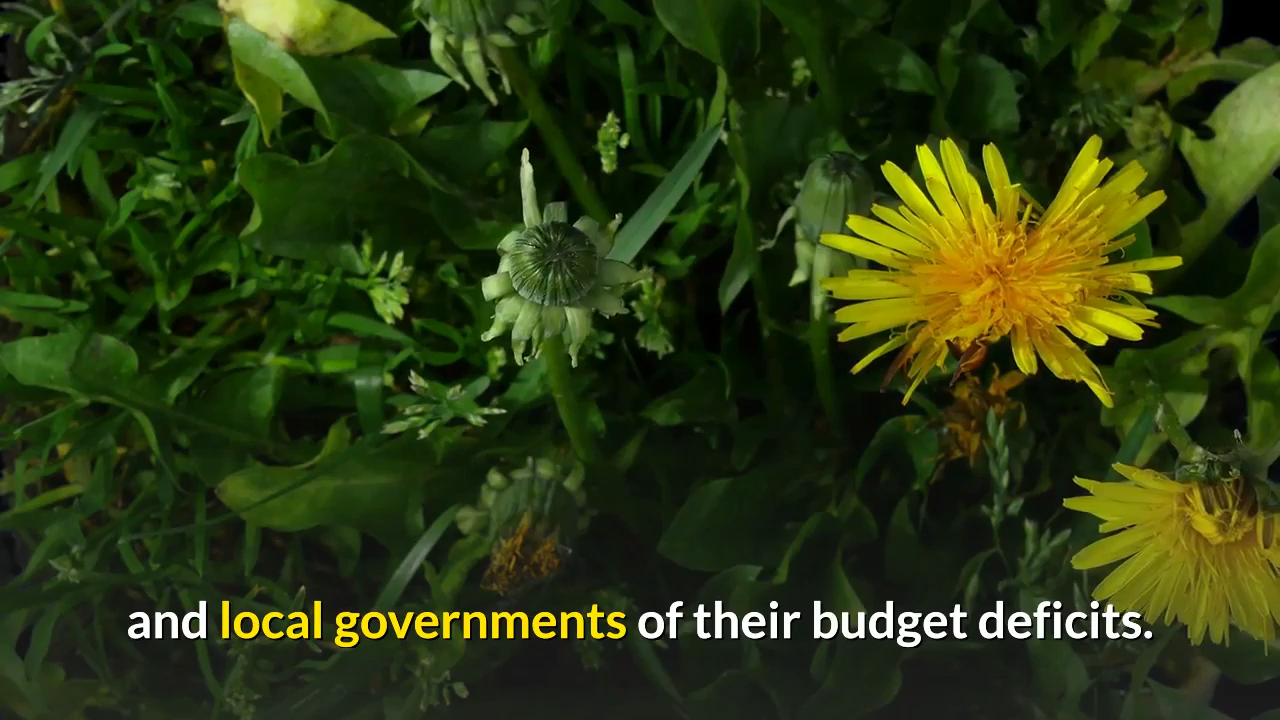 and local governments of their budget deficits.